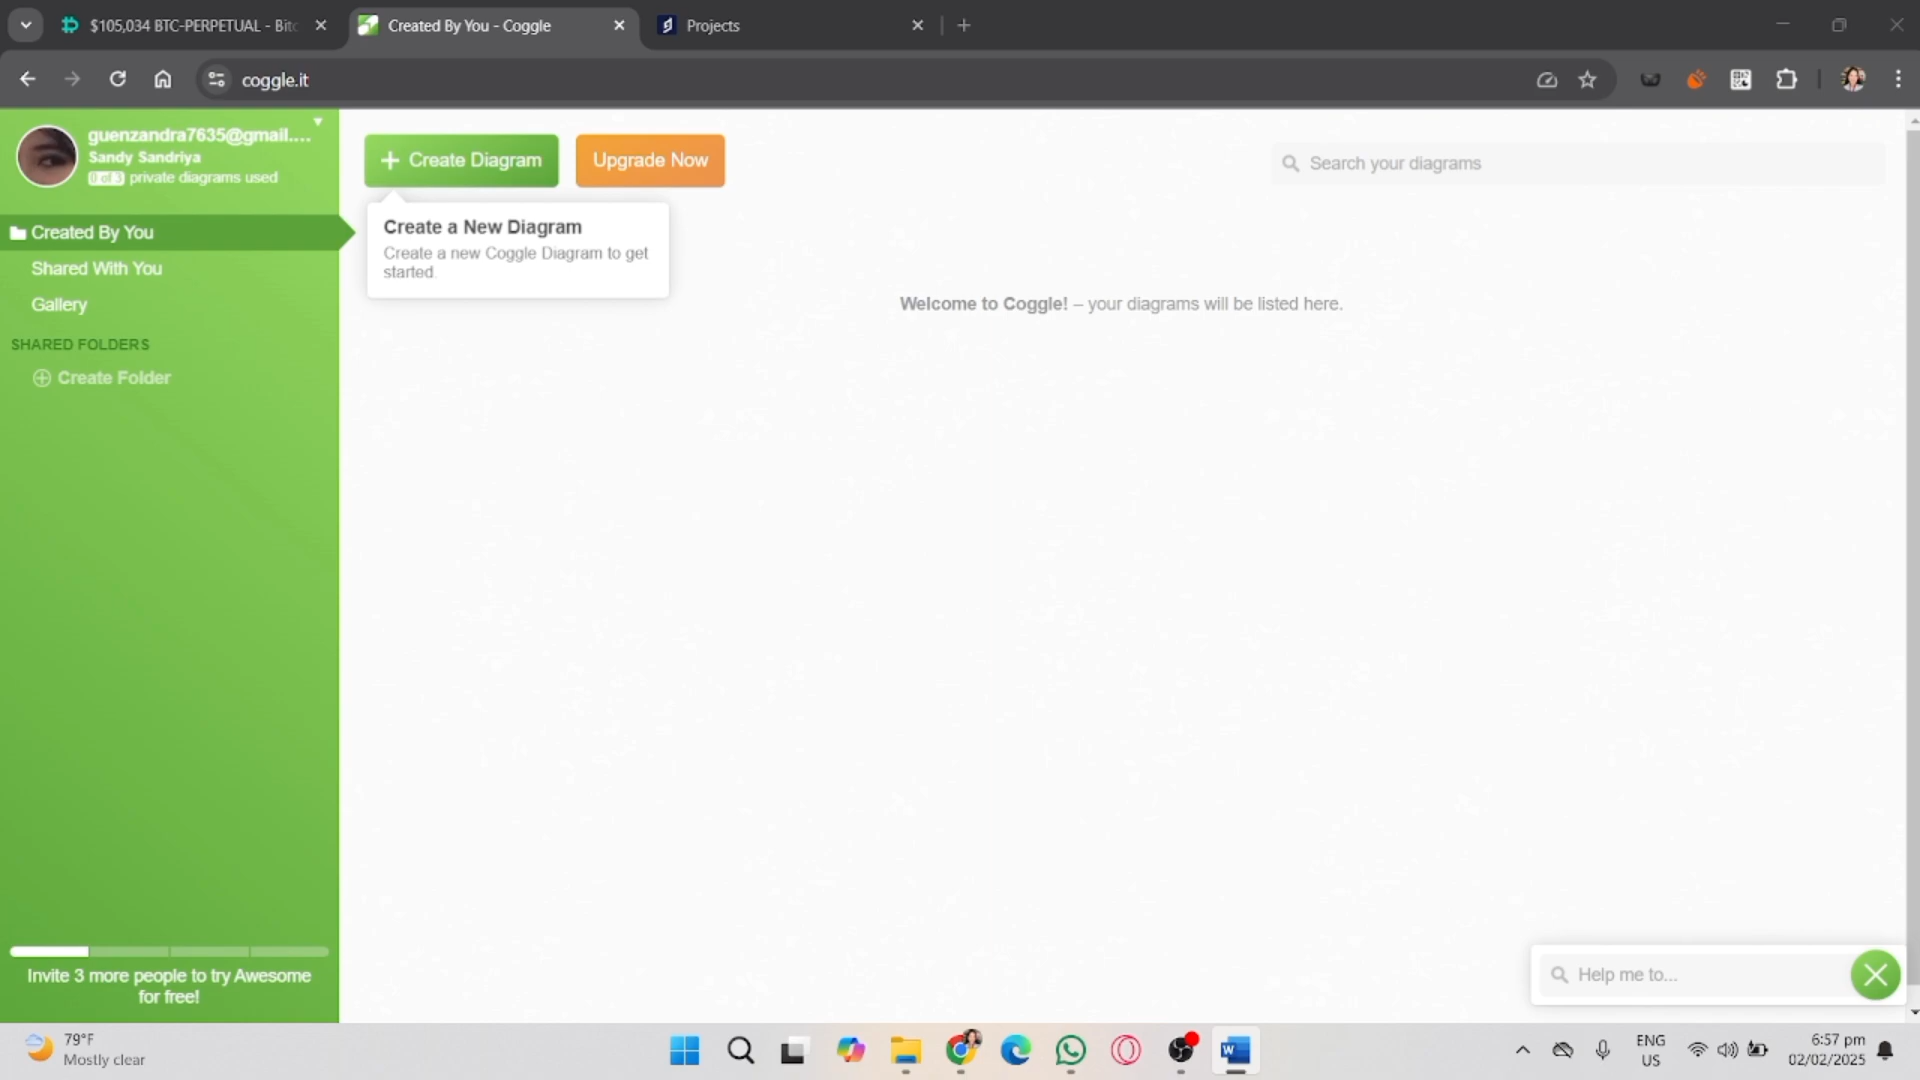 $105,034 BTC-PERPETUAL - Bitc
Created By You - Coggle
Projects
coggle.it
guenzandra7635@gmail....
Sandy Sandriya
0 of 3 private diagrams used
Create Diagram
Upgrade Now
Search your diagrams
Create a New Diagram
Create a new Coggle Diagram to get
started.
Created By You
Shared With You
Gallery
SHARED FOLDERS
Create Folder
Welcome to Coggle! – your diagrams will be listed here.
Invite 3 more people to try Awesome
for free!
Help me to...
79°F
Mostly clear
ENG
US
6:57 pm
02/02/2025